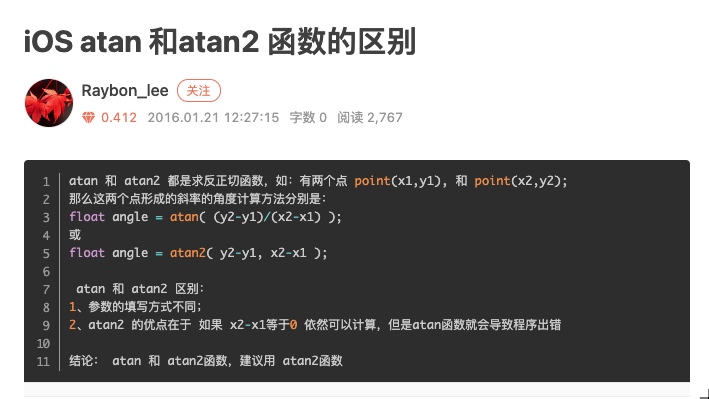 iOS atan 和atan2 函数的区别
Raybon_lee 关注
0.412 2016.01.21 12:27:15 字数 0 阅读 2,767
1 atan 和 atan2 都是求反正切函数，如：有两个点 point(x1,y1), 和 point(x2,y2);
2 那么这两个点形成的斜率的角度计算方法分别是：
3 float angle = atan( (y2-y1)/(x2-x1) );
4 或
5 float angle = atan2( y2-y1, x2-x1 );
6
7 atan 和 atan2 区别：
8 1、参数的填写方式不同；
9 2、atan2 的优点在于 如果 x2-x1等于0 依然可以计算，但是atan函数就会导致程序出错
10
11 结论： atan 和 atan2函数，建议用 atan2函数